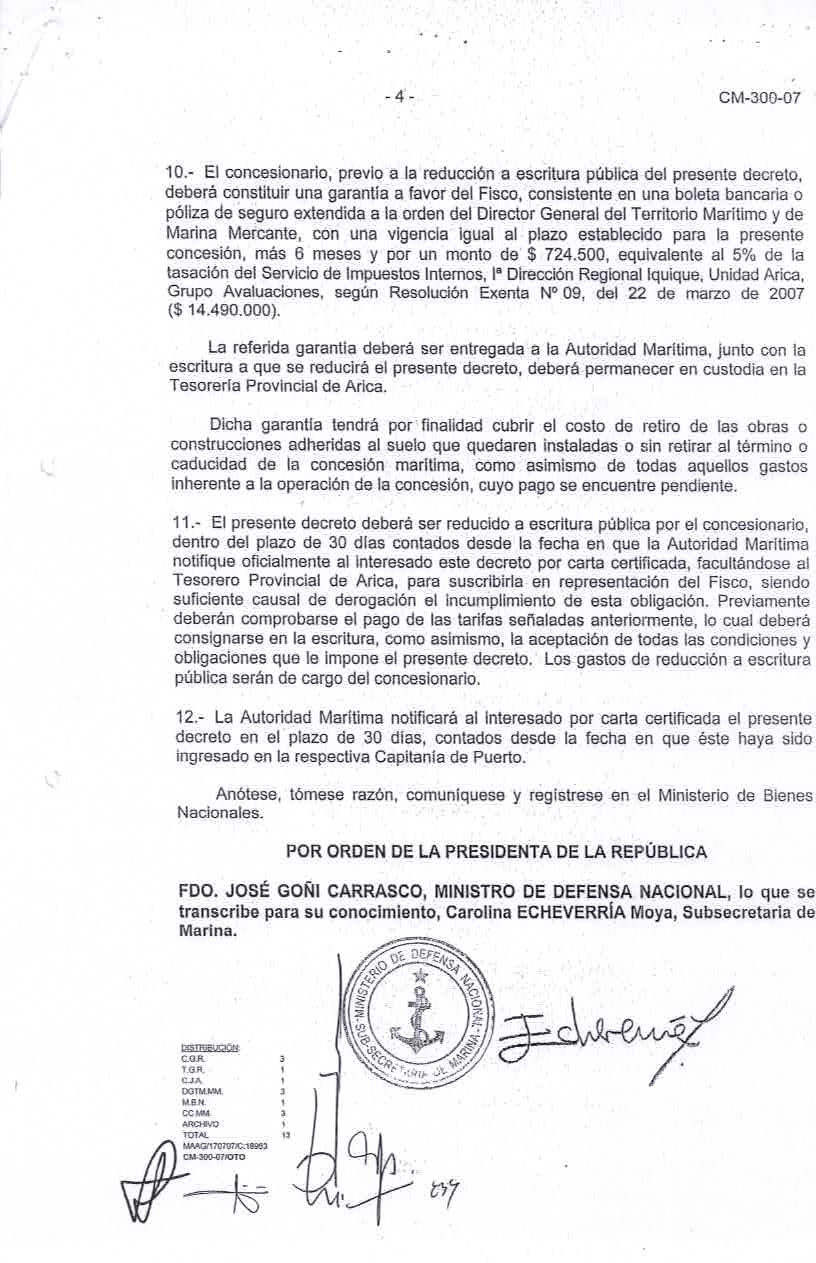 - 4 -
CM-300-07
10.- El concesionario, previo a la reducción a escritura pública del presente decreto,
deberá constituir una garantía a favor del Fisco, consistente en una boleta bancaria o
póliza de seguro extendida a la orden del Director General del Territorio Marítimo y de
Marina Mercante, con una vigencia igual al plazo establecido para la presente
concesión, más 6 meses y por un monto de $ 724.500, equivalente al 5% de la
tasación del Servicio de Impuestos Internos, Iª Dirección Regional Iquique, Unidad Arica,
Grupo Avaluaciones, según Resolución Exenta Nº 09, del 22 de marzo de 2007
($ 14.490.000).
La referida garantía deberá ser entregada a la Autoridad Marítima, junto con la
escritura a que se reducirá el presente decreto, deberá permanecer en custodia en la
Tesorería Provincial de Arica.
Dicha garantía tendrá por finalidad cubrir el costo de retiro de las obras o
construcciones adheridas al suelo que quedaren instaladas o sin retirar al término o
caducidad de la concesión marítima, como asimismo de todas aquellos gastos
inherente a la operación de la concesión, cuyo pago se encuentre pendiente.
11.- El presente decreto deberá ser reducido a escritura pública por el concesionario,
dentro del plazo de 30 días contados desde la fecha en que la Autoridad Marítima
notifique oficialmente al interesado este decreto por carta certificada, facultándose al
Tesorero Provincial de Arica, para suscribirla en representación del Fisco, siendo
suficiente causal de derogación el incumplimiento de esta obligación. Previamente
deberán comprobarse el pago de las tarifas señaladas anteriormente, lo cual deberá
consignarse en la escritura, como asimismo, la aceptación de todas las condiciones y
obligaciones que le impone el presente decreto. Los gastos de reducción a escritura
pública serán de cargo del concesionario.
12.- La Autoridad Marítima notificará al interesado por carta certificada el presente
decreto en el plazo de 30 días, contados desde la fecha en que éste haya sido
ingresado en la respectiva Capitanía de Puerto.
Anótese, tómese razón, comuníquese y regístrese en el Ministerio de Bienes
Nacionales.
POR ORDEN DE LA PRESIDENTA DE LA REPÚBLICA
FDO. JOSÉ GOÑI CARRASCO, MINISTRO DE DEFENSA NACIONAL, lo que se
transcribe para su conocimiento, Carolina ECHEVERRÍA Moya, Subsecretaria de
Marina.
MINISTERIO DE DEFENSA NACIONAL
SUB-SECRETARIA DE MARINA
DISTRIBUCIÓN:
C.G.R. 3
T.G.R. 1
C.J.A. 1
DGTM.MM. 3
M.B.N. 1
CC.MM. 3
ARCHIVO 1
TOTAL 13
MAAG/170707/C:18963
CM-300-07/OTO